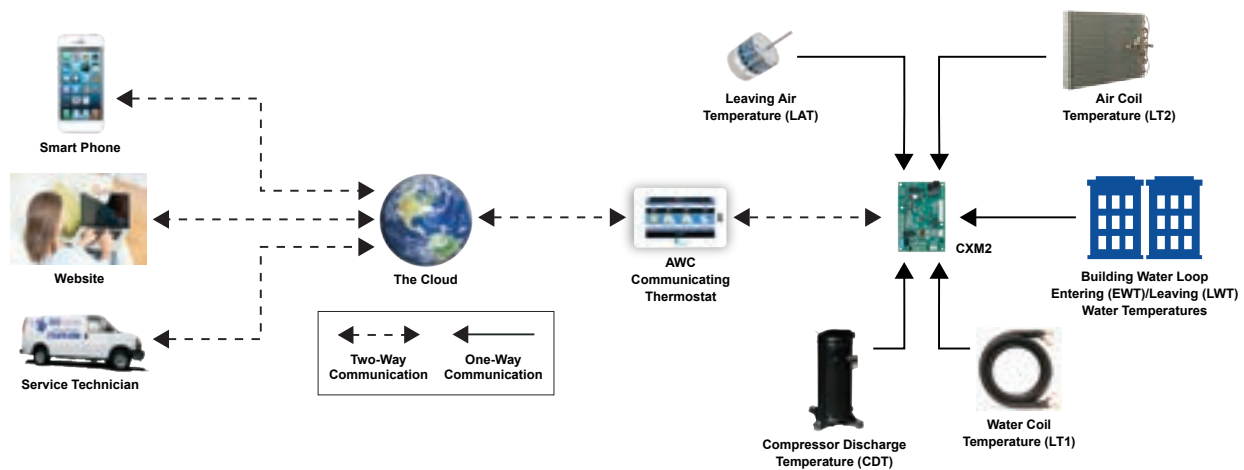 Smart Phone
Website
Service Technician
The Cloud
Two-Way
Communication
One-Way
Communication
AWC
Communicating
Thermostat
Leaving Air
Temperature (LAT)
Air Coil
Temperature (LT2)
CXM2
Building Water Loop
Entering (EWT)/Leaving (LWT)
Water Temperatures
Compressor Discharge
Temperature (CDT)
Water Coil
Temperature (LT1)